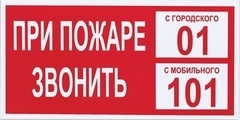 ПРИ ПОЖАРЕ
ЗВОНИТЬ
С ГОРОДСКОГО
01
С МОБИЛЬНОГО
101